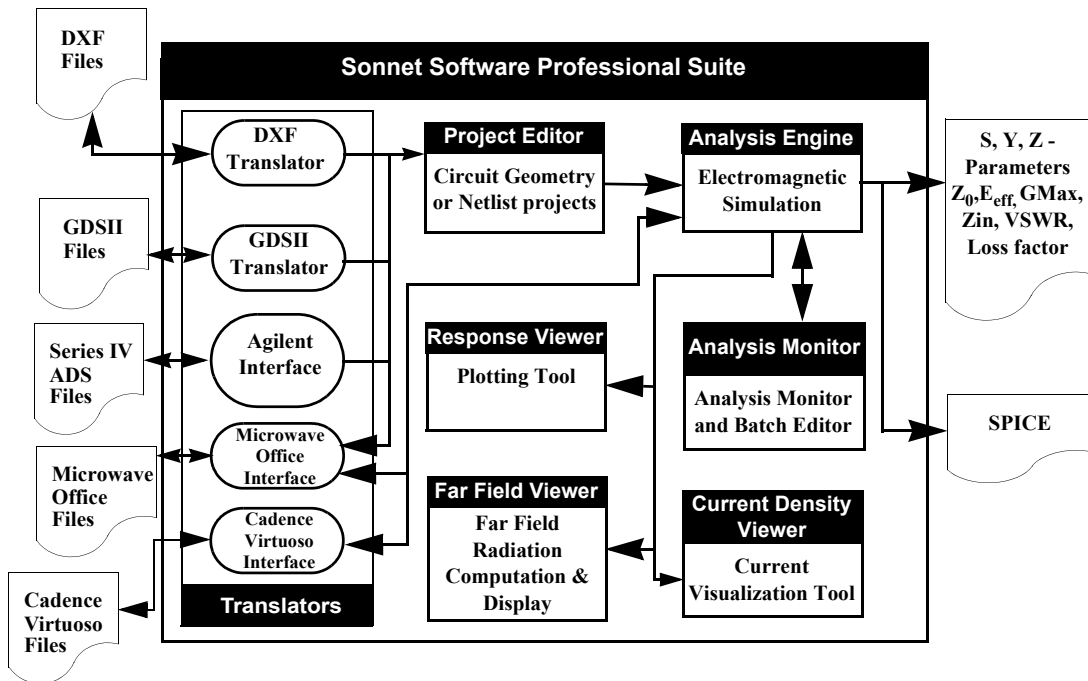 DXF
Files
GDSII
Files
Series IV
ADS
Files
Microwave
Office
Files
Cadence
Virtuoso
Files
Sonnet Software Professional Suite
DXF
Translator
GDSII
Translator
Agilent
Interface
Microwave
Office
Interface
Cadence
Virtuoso
Interface
Translators
Project Editor
Circuit Geometry
or Netlist projects
Analysis Engine
Electromagnetic
Simulation
Response Viewer
Plotting Tool
Analysis Monitor
Analysis Monitor
and Batch Editor
Far Field Viewer
Far Field
Radiation
Computation &
Display
Current Density
Viewer
Current
Visualization Tool
S, Y, Z -
Parameters
Z0,Eeff, GMax,
Zin, VSWR,
Loss factor
SPICE